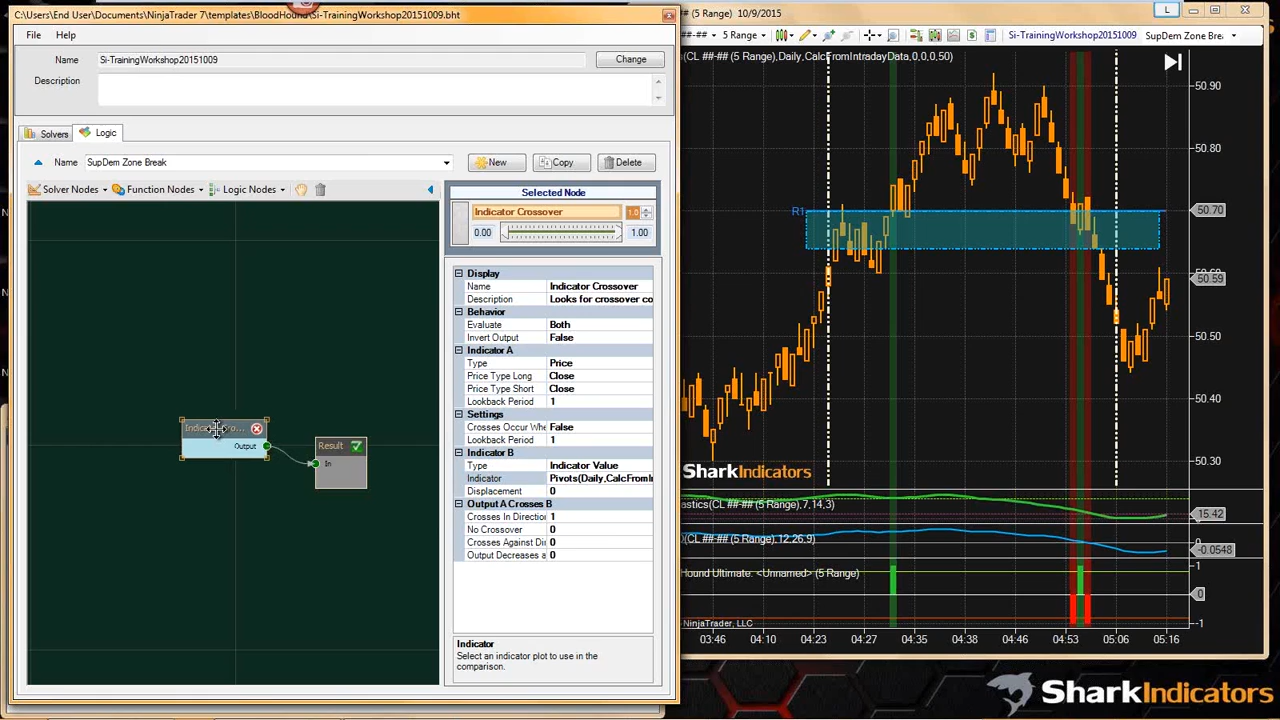 C:\Users\End User\Documents\NinjaTrader 7\templates\BloodHound\Si-TrainingWorkshop20151009.bht
File Help
Name Si-TrainingWorkshop20151009 Change
Description
Solvers Logic
Name SupDem Zone Break New Copy Delete
Solver Nodes Function Nodes Logic Nodes
Selected Node
Indicator Crossover 1.0
0.00 1.00
Display
Name Indicator Crossover
Description Looks for crossover co
Behavior
Evaluate Both
Invert Output False
Indicator A
Type Price
Price Type Long Close
Price Type Short Close
Lookback Period 1
Settings
Crosses Occur Whe False
Lookback Period 1
Indicator B
Type Indicator Value
Indicator Pivots(Daily,CalcFromI
Displacement 0
Output A Crosses B
Crosses In Directio 1
No Crossover 0
Crosses Against Di 0
Output Decreases a 0
Output
Result
In
Indicator
Select an indicator plot to use in the
comparison.
(5 Range) 10/9/2015
L
##-## 5 Range Si-TrainingWorkshop20151009 SupDem Zone Break
s(CL ##-## (5 Range),Daily,CalcFromIntradayData,0,0,0,50)
50.90
50.80
R1 50.70
50.59
50.50
50.40
50.30
SharkIndicators
astics(CL ##-## (5 Range),7,14,3)
15.42
(CL ##-## (5 Range),12,26,9)
0
-0.0548
Hound Ultimate: <Unnamed> (5 Range)
1
0
-1
NinjaTrader, LLC
03:46 04:10 04:23 04:27 04:35 04:38 04:46 04:53 05:06 05:16
SharkIndicators